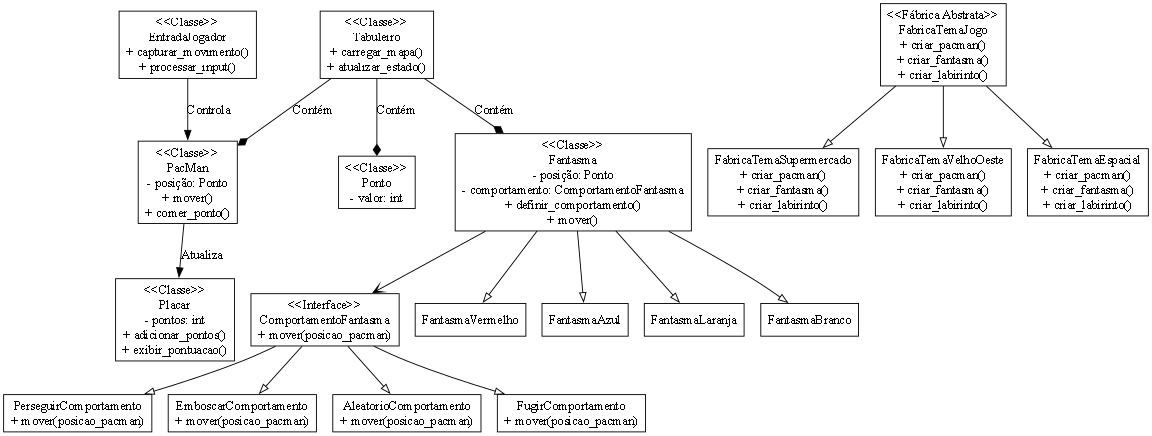 <<Classe>>
EntradaJogador
+ capturar_movimento()
+ processar_input()
<<Classe>>
Tabuleiro
+ carregar_mapa()
+ atualizar_estado()
<<Fábrica Abstrata>>
FabricaTemaJogo
+ criar_pacman()
+ criar_fantasma()
+ criar_labirinto()
Controla
Contém
Contém
Contém
<<Classe>>
PacMan
- posição: Ponto
+ mover()
+ comer_ponto()
<<Classe>>
Ponto
- valor: int
<<Classe>>
Fantasma
- posição: Ponto
- comportamento: ComportamentoFantasma
+ definir_comportamento()
+ mover()
FabricaTemaSupermercado
+ criar_pacman()
+ criar_fantasma()
+ criar_labirinto()
FabricaTemaVelhoOeste
+ criar_pacman()
+ criar_fantasma()
+ criar_labirinto()
FabricaTemaEspacial
+ criar_pacman()
+ criar_fantasma()
+ criar_labirinto()
Atualiza
<<Classe>>
Placar
- pontos: int
+ adicionar_pontos()
+ exibir_pontuacao()
<<Interface>>
ComportamentoFantasma
+ mover(posicao_pacman)
FantasmaVermelho
FantasmaAzul
FantasmaLaranja
FantasmaBranco
PerseguirComportamento
+ mover(posicao_pacman)
EmboscarComportamento
+ mover(posicao_pacman)
AleatorioComportamento
+ mover(posicao_pacman)
FugirComportamento
+ mover(posicao_pacman)